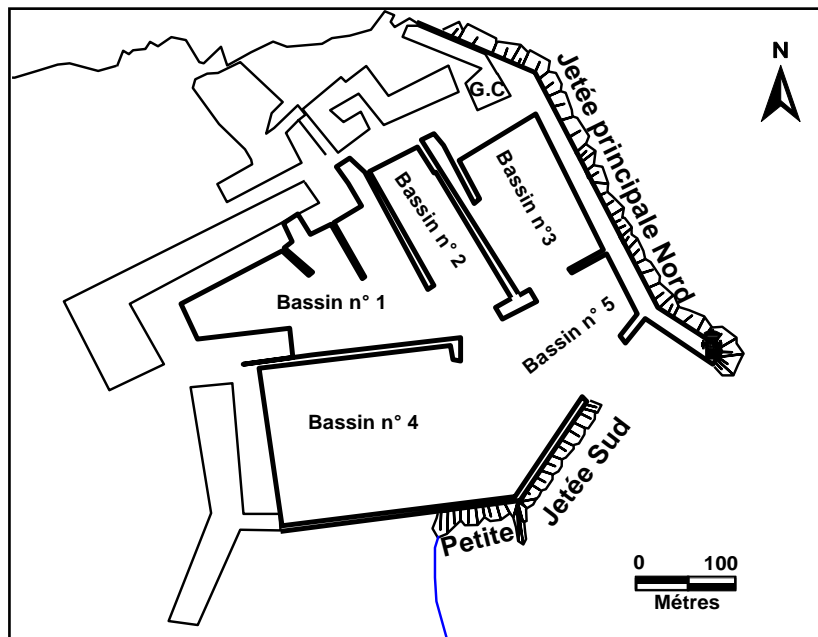 N
G.C
Jetée principale Nord
Bassin n°3
Bassin n° 2
Bassin n° 1
Bassin n° 5
Bassin n° 4
Petite Jetée Sud
0 100
Métres